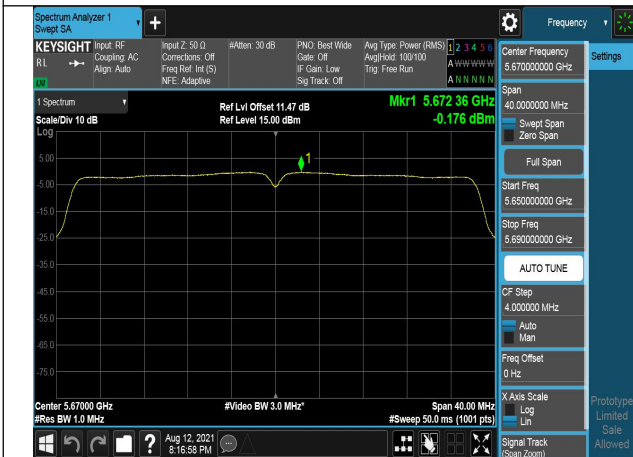 Spectrum Analyzer 1
Swept SA
Frequency
KEYSIGHT
R L
LXI
Input: RF
Coupling: AC
Align: Auto
Input Z: 50 Ω
Corrections: Off
Freq Ref: Int (S)
NFE: Adaptive
#Atten: 30 dB
PNO: Best Wide
Gate: Off
IF Gain: Low
Sig Track: Off
Avg Type: Power (RMS)
Avg|Hold: 100/100
Trig: Free Run
1 2 3 4 5 6
A W W W W W
A N N N N N
1 Spectrum
Scale/Div 10 dB
Log
Ref Lvl Offset 11.47 dB
Ref Level 15.00 dBm
Mkr1 5.672 36 GHz
-0.176 dBm
1
5.00
-5.00
-15.0
-25.0
-35.0
-45.0
-55.0
-65.0
-75.0
Center 5.67000 GHz
#Res BW 1.0 MHz
#Video BW 3.0 MHz*
Span 40.00 MHz
#Sweep 50.0 ms (1001 pts)
Aug 12, 2021
8:16:58 PM
?
Center Frequency
5.670000000 GHz
Span
40.0000000 MHz
Swept Span
Zero Span
Full Span
Start Freq
5.650000000 GHz
Stop Freq
5.690000000 GHz
AUTO TUNE
CF Step
4.000000 MHz
Auto
Man
Freq Offset
0 Hz
X Axis Scale
Log
Lin
Signal Track
(Span Zoom)
Settings
Prototype
Limited
Sale
Allowed